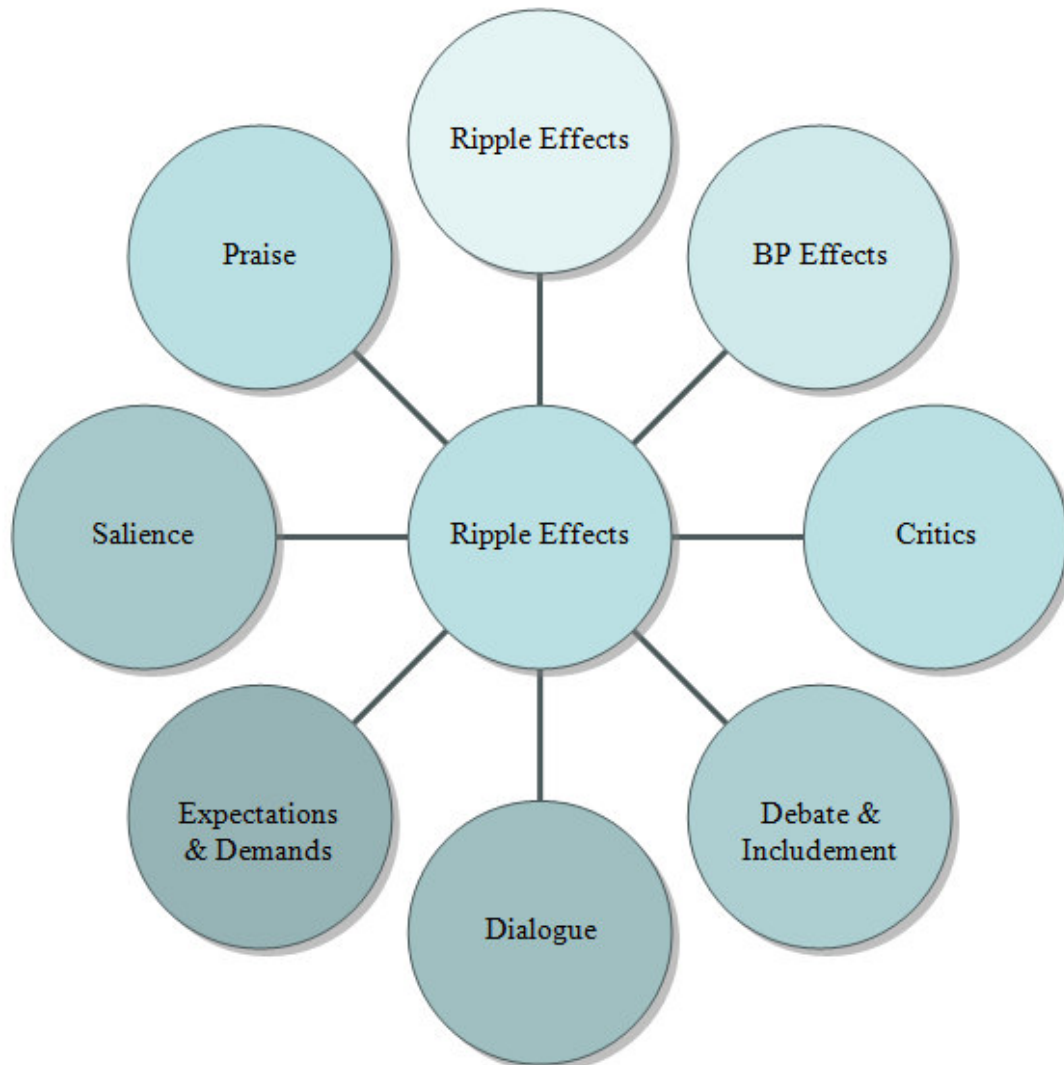 Ripple Effects
Praise
BP Effects
Salience
Ripple Effects
Critics
Expectations
& Demands
Debate &
Includement
Dialogue